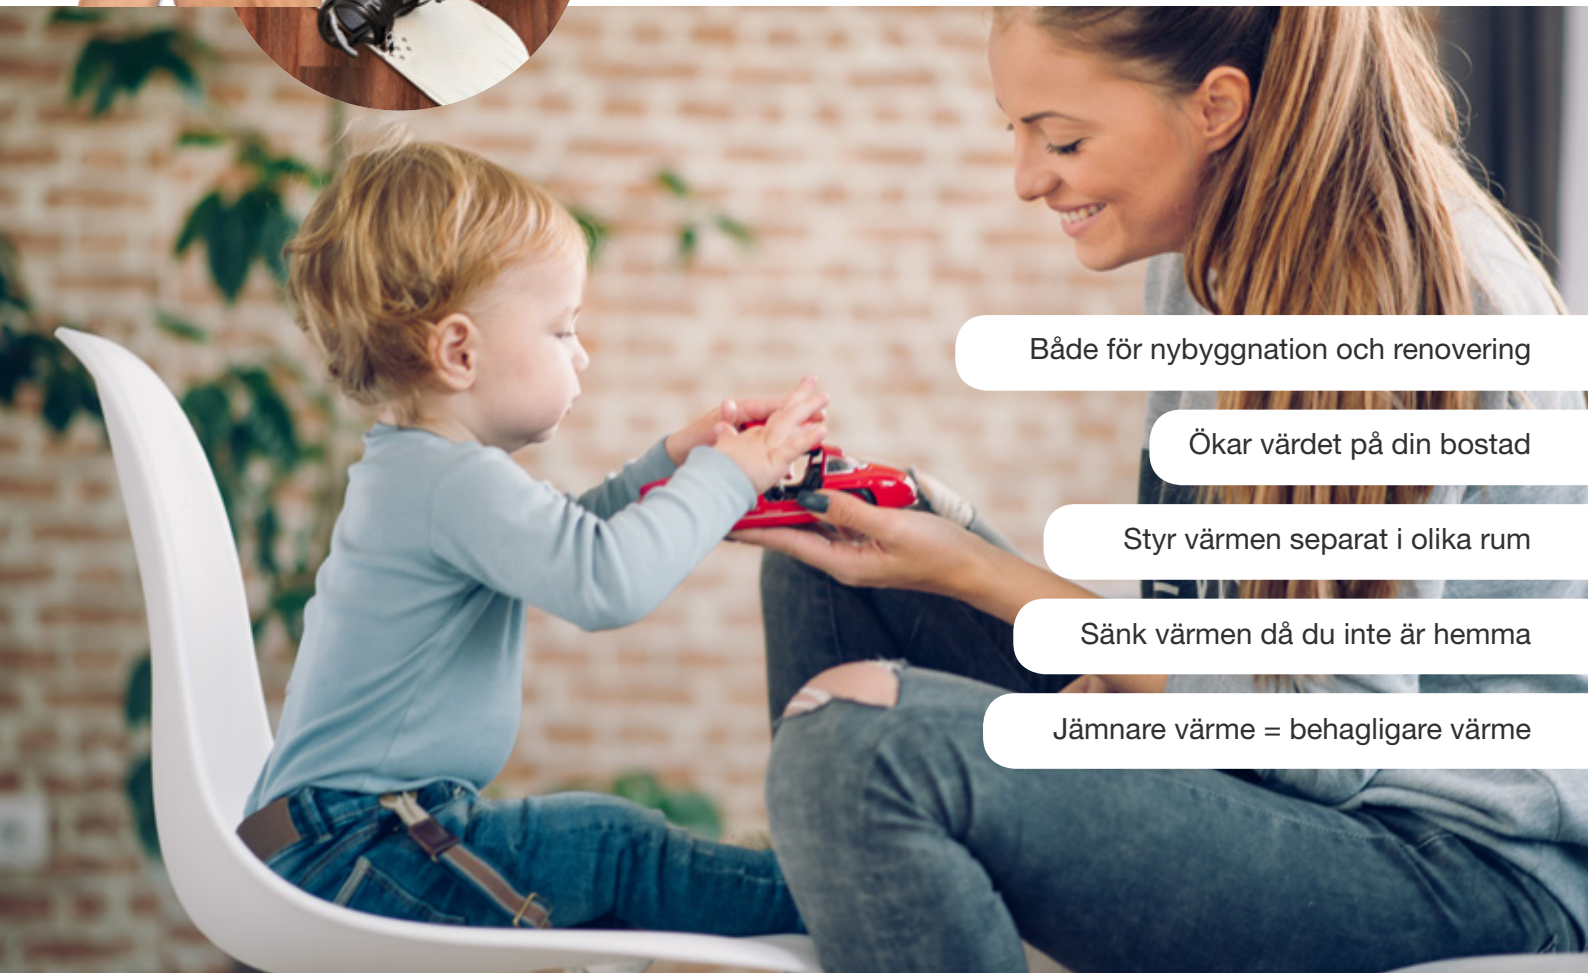 Både för nybyggnation och renovering
Ökar värdet på din bostad
Styr värmen separat i olika rum
Sänk värmen då du inte är hemma
Jämnare värme = behagligare värme